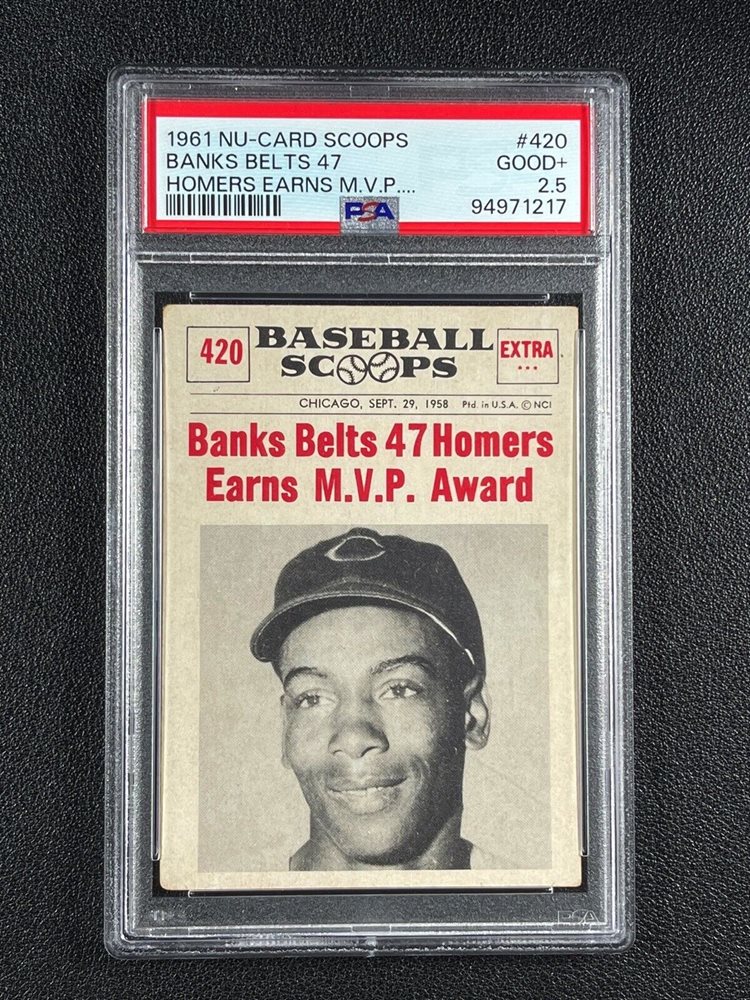 1961 NU-CARD SCOOPS #420
BANKS BELTS 47 GOOD+
HOMERS EARNS M.V.P.... 2.5
PSA 94971217
420 BASEBALL SCOOPS EXTRA ...
CHICAGO, SEPT. 29, 1958 Ptd. in U.S.A. © NCI
Banks Belts 47 Homers
Earns M.V.P. Award
PSA